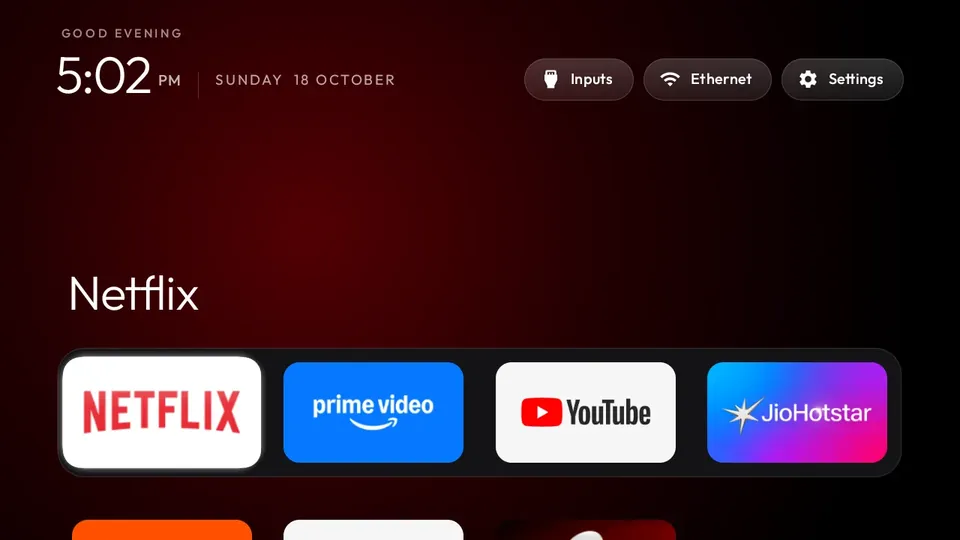 GOOD EVENING
5:02 PM
SUNDAY 18 OCTOBER
Inputs
Ethernet
Settings
Netflix
NETFLIX
prime video
YouTube
JioHotstar